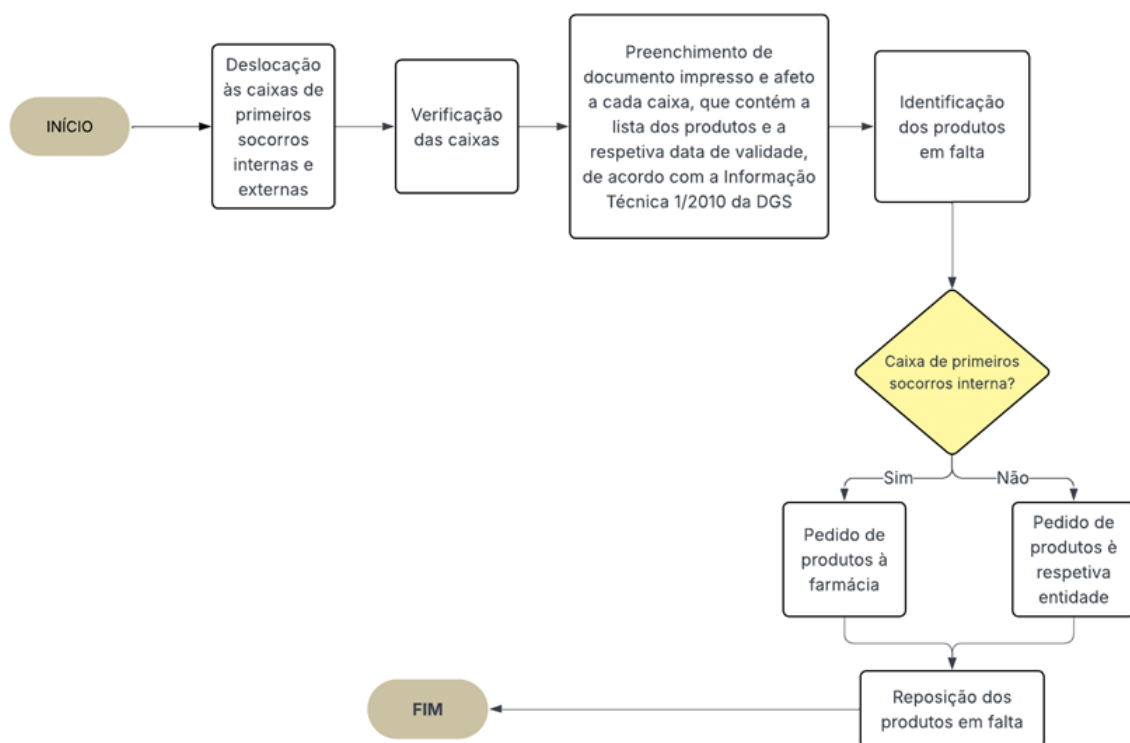 INÍCIO
Deslocação
às caixas de
primeiros
socorros
internas e
externas
Verificação
das caixas
Preenchimento de
documento impresso e afeto
a cada caixa, que contém a
lista dos produtos e a
respetiva data de validade,
de acordo com a Informação
Técnica 1/2010 da DGS
Identificação
dos produtos
em falta
Caixa de primeiros
socorros interna?
Sim
Não
Pedido de
produtos à
farmácia
Pedido de
produtos è
respetiva
entidade
Reposição dos
produtos em falta
FIM